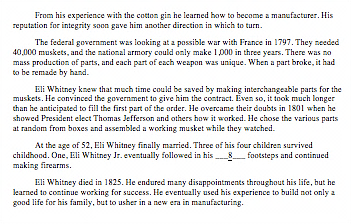 From his experience with the cotton gin he learned how to become a manufacturer. His
reputation for integrity soon gave him another direction in which to turn.
The federal government was looking at a possible war with France in 1797. They needed
40,000 muskets, and the national armory could only make 1,000 in three years. There was no
mass production of parts, and each part of each weapon was unique. When a part broke, it had
to be remade by hand.
Eli Whitney knew that much time could be saved by making interchangeable parts for the
muskets. He convinced the government to give him the contract. Even so, it took much longer
than he anticipated to fill the first part of the order. He overcame their doubts in 1801 when he
showed President elect Thomas Jefferson and others how it worked. He chose the various parts
at random from boxes and assembled a working musket while they watched.
At the age of 52, Eli Whitney finally married. Three of his four children survived
childhood. One, Eli Whitney Jr. eventually followed in his ___8___ footsteps and continued
making firearms.
Eli Whitney died in 1825. He endured many disappointments throughout his life, but he
learned to continue working for success. He eventually used his experience to build not only a
good life for his family, but to usher in a new era in manufacturing.